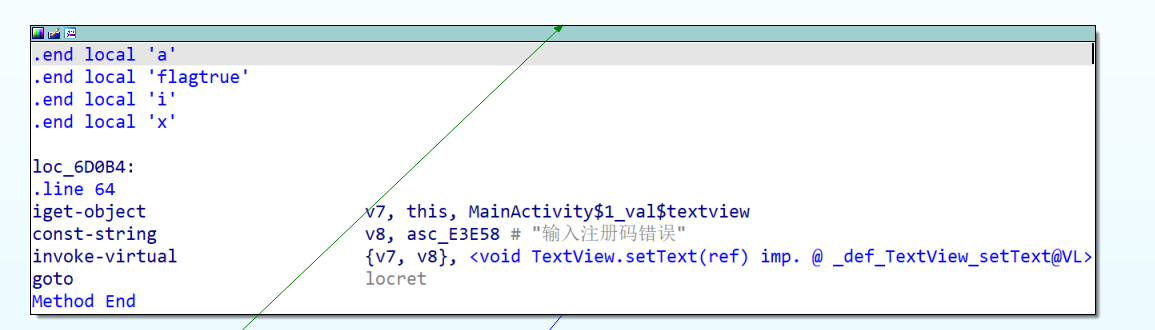 .end local 'a'
.end local 'flagtrue'
.end local 'i'
.end local 'x'
loc_6D0B4:
.line 64
iget-object v7, this, MainActivity$1_val$textview
const-string v8, asc_E3E58 # "输入注册码错误"
invoke-virtual {v7, v8}, <void TextView.setText(ref) imp. @ _def_TextView_setText@VL>
goto locret
Method End